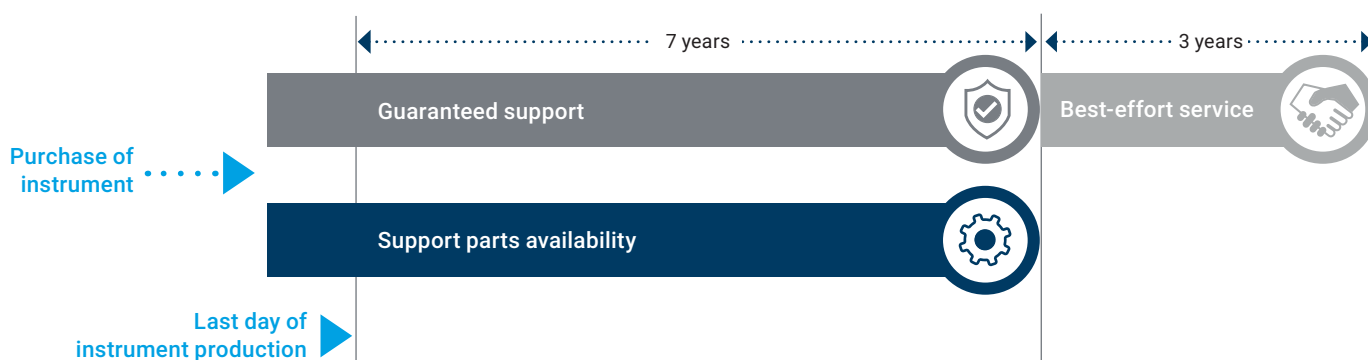 7 years
3 years
Guaranteed support
Best-effort service
Purchase of
instrument
Support parts availability
Last day of
instrument production